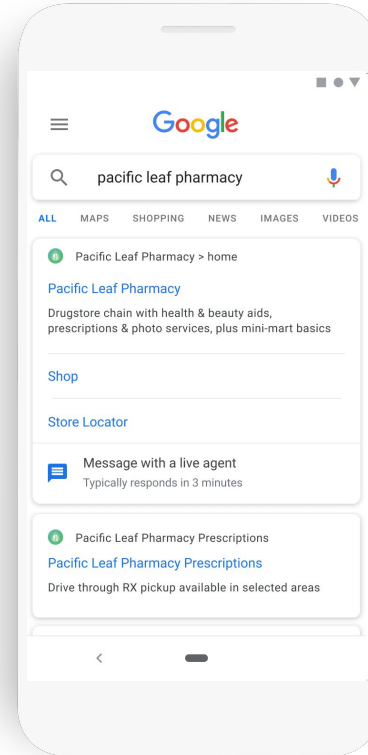 Google
pacific leaf pharmacy
ALL MAPS SHOPPING NEWS IMAGES VIDEOS
Pacific Leaf Pharmacy > home
Pacific Leaf Pharmacy
Drugstore chain with health & beauty aids,
prescriptions & photo services, plus mini-mart basics
Shop
Store Locator
Message with a live agent
Typically responds in 3 minutes
Pacific Leaf Pharmacy Prescriptions
Pacific Leaf Pharmacy Prescriptions
Drive through RX pickup available in selected areas